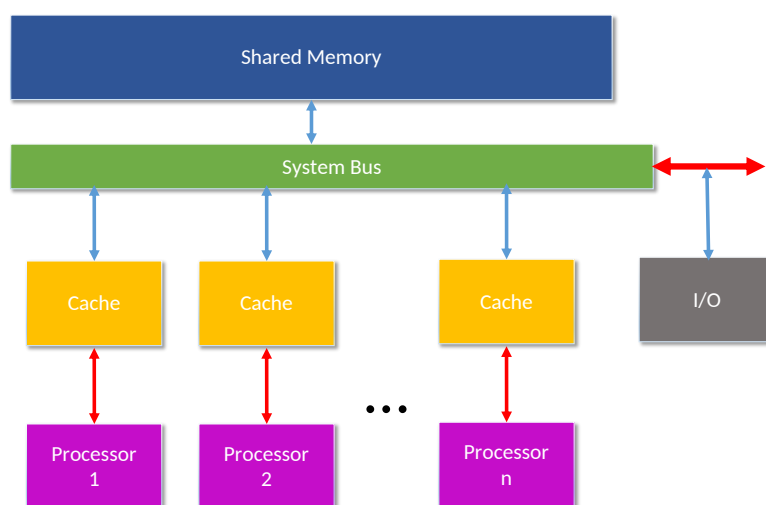 Shared Memory
System Bus
Cache
Cache
Cache
I/O
...
Processor
1
Processor
2
Processor
n